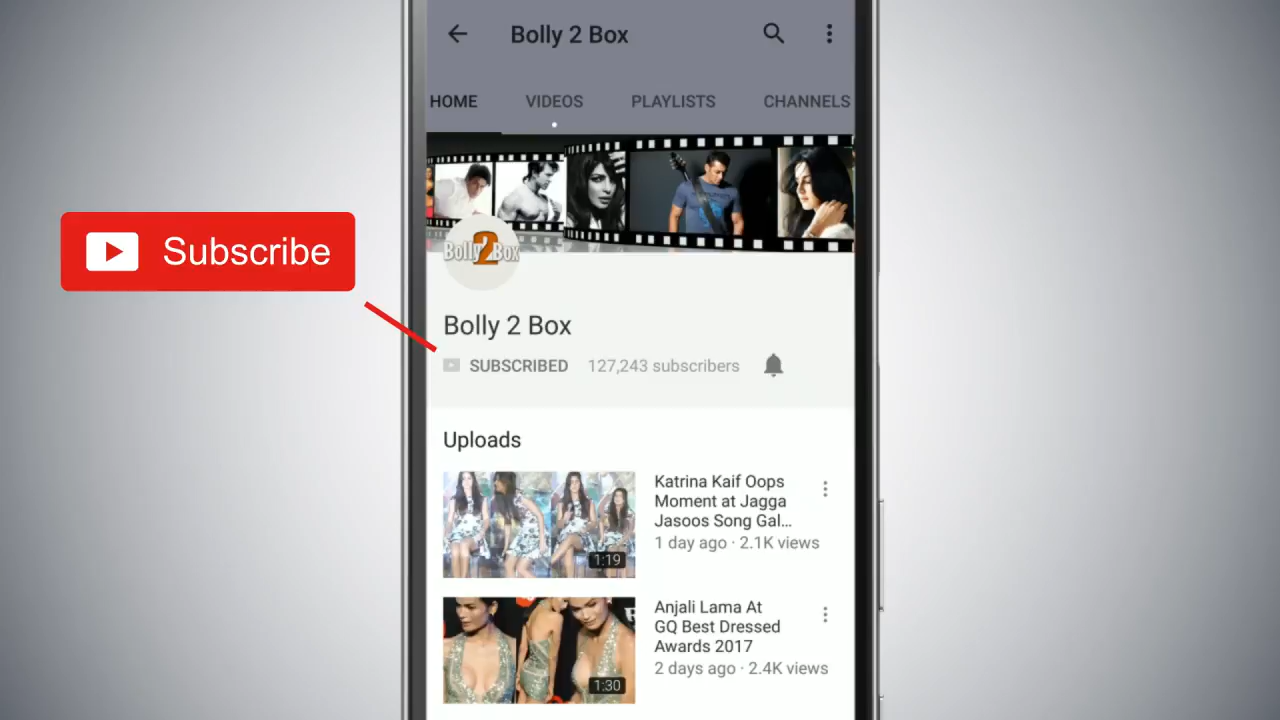 Bolly 2 Box
HOME VIDEOS PLAYLISTS CHANNELS
Subscribe
Bolly2Box
Bolly 2 Box
SUBSCRIBED 127,243 subscribers
Uploads
Katrina Kaif Oops
Moment at Jagga
Jasoos Song Gal...
1 day ago · 2.1K views
1:19
Anjali Lama At
GQ Best Dressed
Awards 2017
2 days ago · 2.4K views
1:30